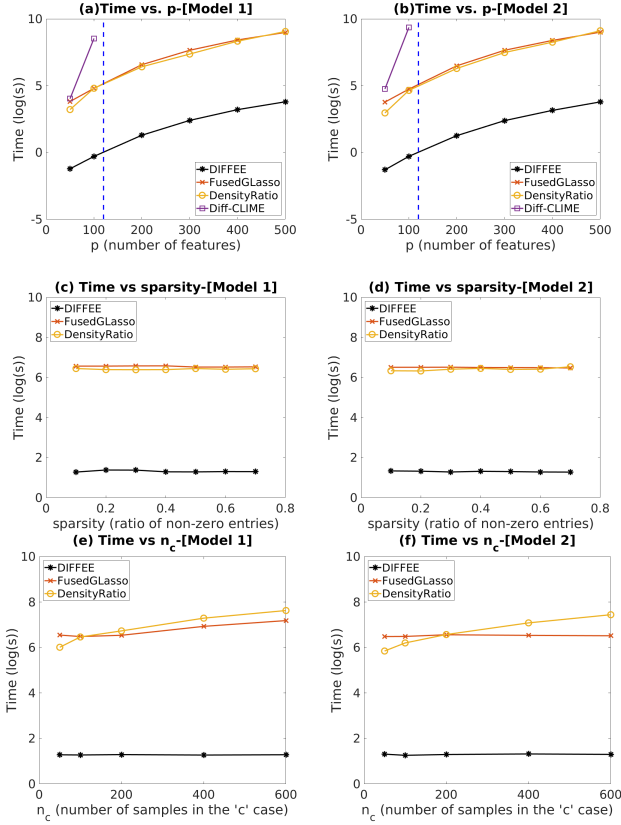 (a)Time vs. p-[Model 1]
10
5
0
-5
Time (log(s))
DIFFEE
FusedGLasso
DensityRatio
Diff-CLIME
0 100 200 300 400 500
p (number of features)
(b)Time vs. p-[Model 2]
10
5
0
-5
Time (log(s))
DIFFEE
FusedGLasso
DensityRatio
Diff-CLIME
0 100 200 300 400 500
p (number of features)
(c) Time vs sparsity-[Model 1]
10
8
6
4
2
0
Time (log(s))
DIFFEE
FusedGLasso
DensityRatio
0 0.2 0.4 0.6 0.8
sparsity (ratio of non-zero entries)
(d) Time vs sparsity-[Model 2]
10
8
6
4
2
0
Time (log(s))
DIFFEE
FusedGLasso
DensityRatio
0 0.2 0.4 0.6 0.8
sparsity (ratio of non-zero entries)
(e) Time vs n_c-[Model 1]
10
8
6
4
2
0
Time (log(s))
DIFFEE
FusedGLasso
DensityRatio
0 200 400 600
n_c (number of samples in the 'c' case)
(f) Time vs n_c-[Model 2]
10
8
6
4
2
0
Time (log(s))
DIFFEE
FusedGLasso
DensityRatio
0 200 400 600
n_c (number of samples in the 'c' case)